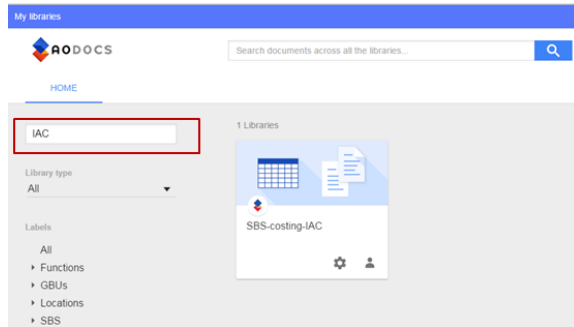 My libraries
AODOCS
Search documents across all the libraries...
HOME
IAC
1 Libraries
Library type
All
SBS-costing-IAC
Labels
All
Functions
GBUs
Locations
SBS